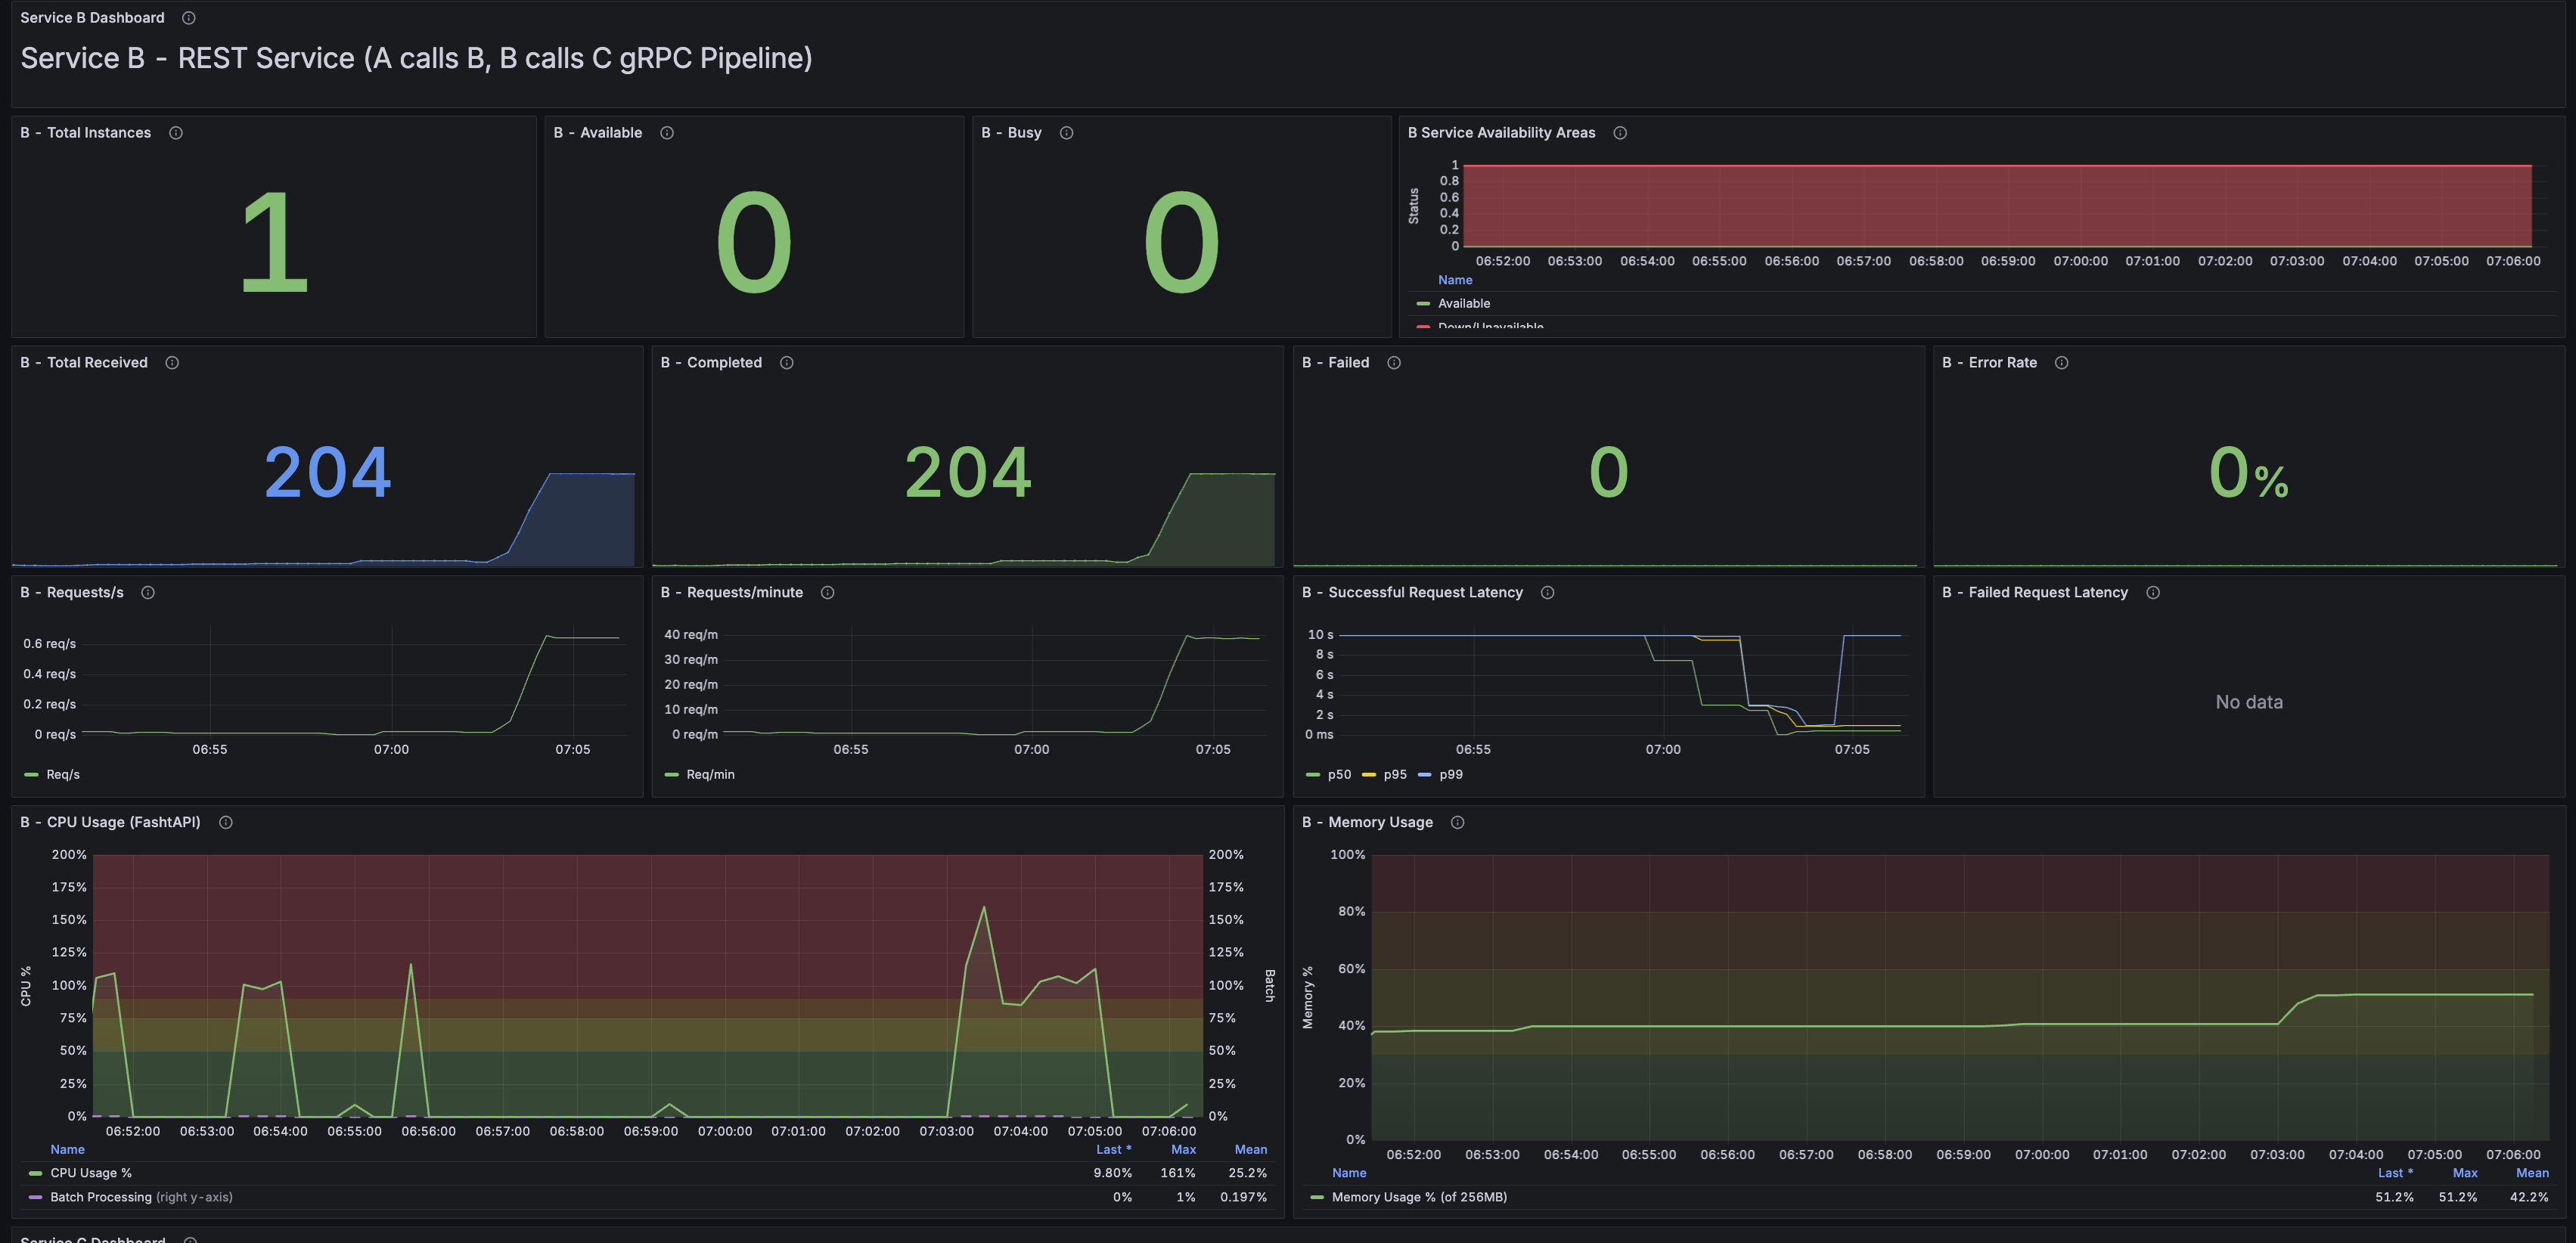 Service B Dashboard
Service B - REST Service (A calls B, B calls C gRPC Pipeline)
B - Total Instances
1
B - Available
0
B - Busy
0
B Service Availability Areas
Status
1
0.8
0.6
0.4
0.2
0
06:52:00 06:53:00 06:54:00 06:55:00 06:56:00 06:57:00 06:58:00 06:59:00 07:00:00 07:01:00 07:02:00 07:03:00 07:04:00 07:05:00 07:06:00
Name
Available
Down/Unavailable
B - Total Received
204
B - Completed
204
B - Failed
0
B - Error Rate
0%
B - Requests/s
0.6 req/s
0.4 req/s
0.2 req/s
0 req/s
06:55 07:00 07:05
Req/s
B - Requests/minute
40 req/m
30 req/m
20 req/m
10 req/m
0 req/m
06:55 07:00 07:05
Req/min
B - Successful Request Latency
10 s
8 s
6 s
4 s
2 s
0 ms
06:55 07:00 07:05
p50 p95 p99
B - Failed Request Latency
No data
B - CPU Usage (FashtAPI)
CPU %
200%
175%
150%
125%
100%
75%
50%
25%
0%
200%
175%
150%
125%
100%
75%
50%
25%
0%
Batch
06:52:00 06:53:00 06:54:00 06:55:00 06:56:00 06:57:00 06:58:00 06:59:00 07:00:00 07:01:00 07:02:00 07:03:00 07:04:00 07:05:00 07:06:00
Name Last * Max Mean
CPU Usage % 9.80% 161% 25.2%
Batch Processing (right y-axis) 0% 1% 0.197%
B - Memory Usage
Memory %
100%
80%
60%
40%
20%
0%
06:52:00 06:53:00 06:54:00 06:55:00 06:56:00 06:57:00 06:58:00 06:59:00 07:00:00 07:01:00 07:02:00 07:03:00 07:04:00 07:05:00 07:06:00
Name Last * Max Mean
Memory Usage % (of 256MB) 51.2% 51.2% 42.2%
Service C Dashboard